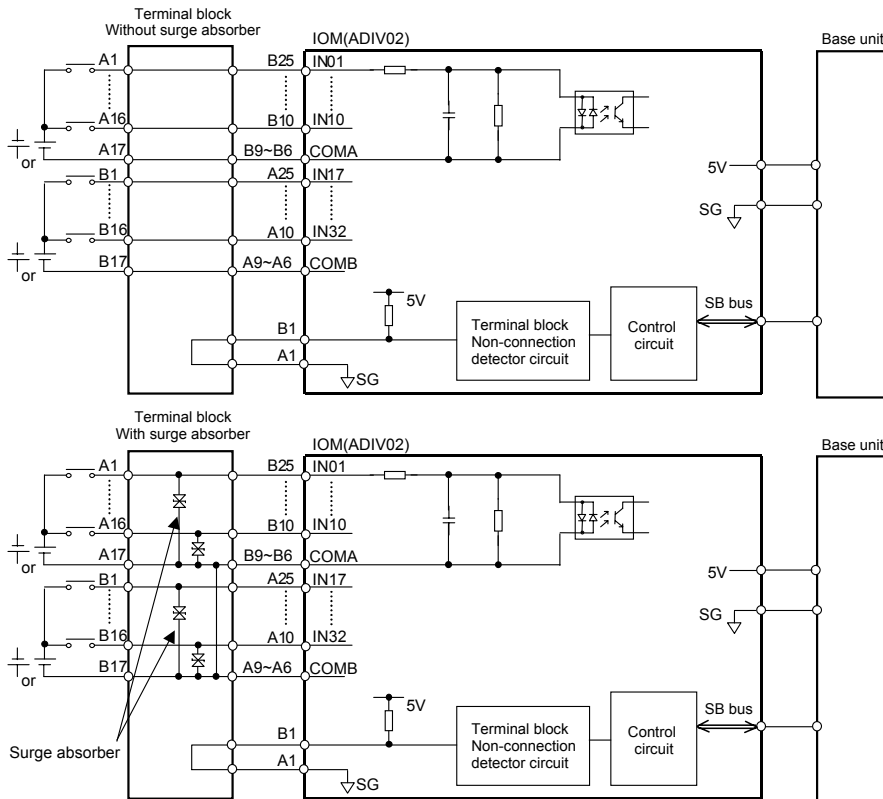 Terminal block
Without surge absorber
IOM(ADIV02)
Base unit
A1 B25 IN01
A16 B10 IN10
A17 B9~B6 COMA
or
B1 A25 IN17
5V
SG
B16 A10 IN32
B17 A9~A6 COMB
or
5V
SB bus
B1
Terminal block
Non-connection
detector circuit
Control
circuit
A1
SG
Terminal block
With surge absorber
IOM(ADIV02)
Base unit
A1 B25 IN01
A16 B10 IN10
A17 B9~B6 COMA
or
B1 A25 IN17
5V
SG
B16 A10 IN32
B17 A9~A6 COMB
or
5V
SB bus
Surge absorber
B1
Terminal block
Non-connection
detector circuit
Control
circuit
A1
SG